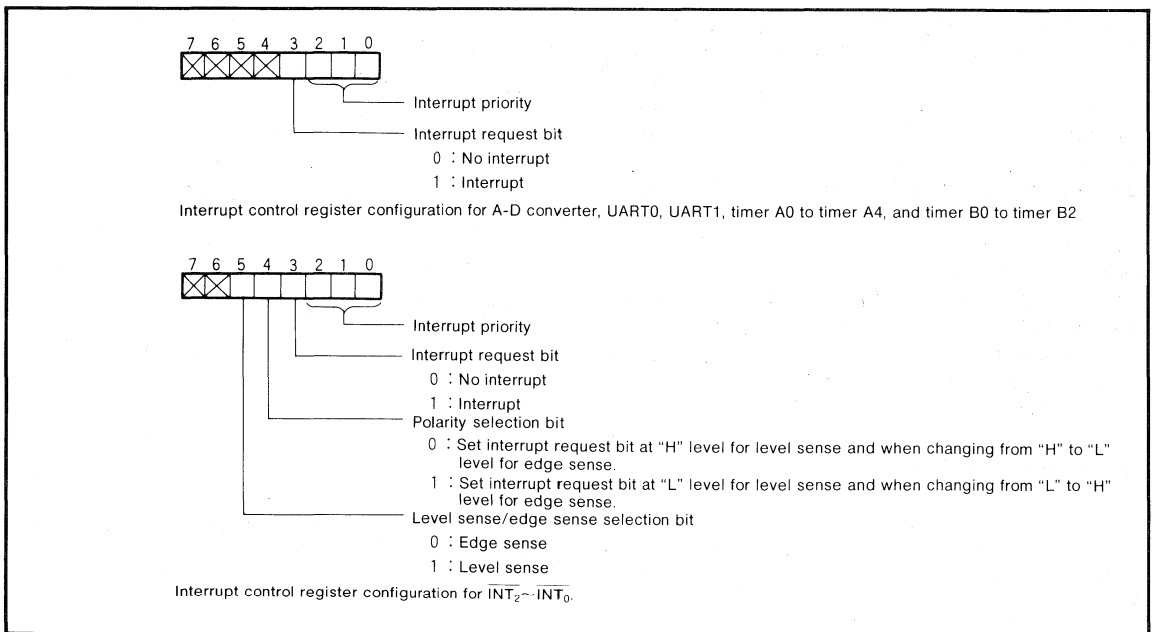 7 6 5 4 3 2 1 0
Interrupt priority
Interrupt request bit
0 : No interrupt
1 : Interrupt
Interrupt control register configuration for A-D converter, UART0, UART1, timer A0 to timer A4, and timer B0 to timer B2
7 6 5 4 3 2 1 0
Interrupt priority
Interrupt request bit
0 : No interrupt
1 : Interrupt
Polarity selection bit
0 : Set interrupt request bit at “H” level for level sense and when changing from “H” to “L”
level for edge sense.
1 : Set interrupt request bit at “L” level for level sense and when changing from “L” to “H”
level for edge sense.
Level sense/edge sense selection bit
0 : Edge sense
1 : Level sense
Interrupt control register configuration for I̅N̅T̅₂~I̅N̅T̅₀.